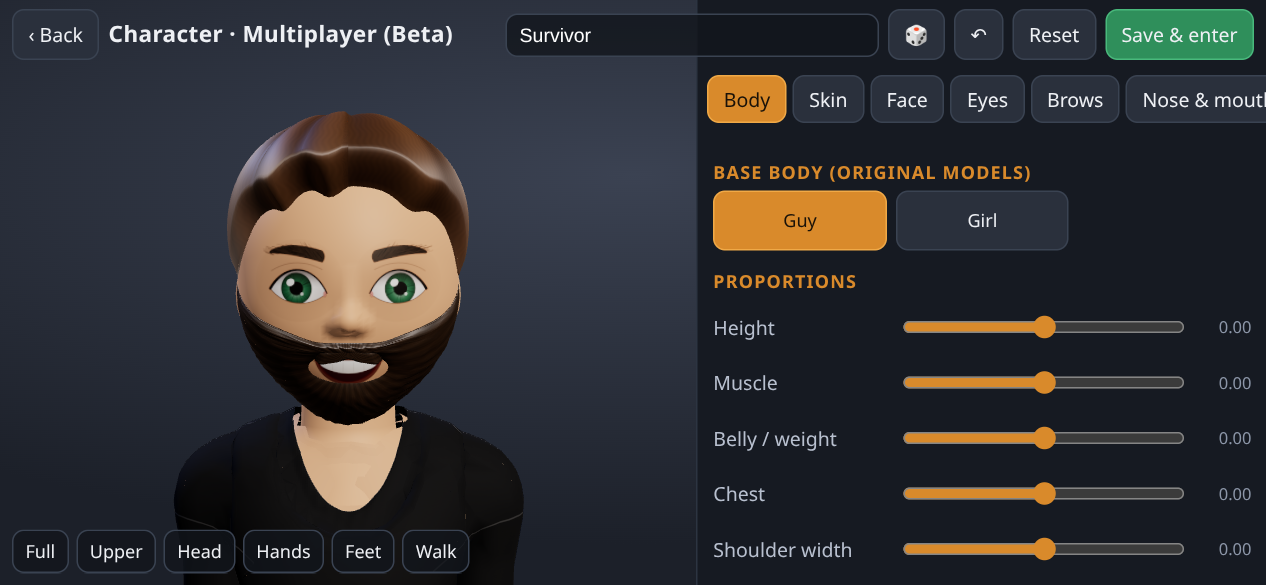 ‹ Back Character · Multiplayer (Beta) Survivor ↶ Reset Save & enter
Body Skin Face Eyes Brows Nose & mouth
BASE BODY (ORIGINAL MODELS)
Guy Girl
PROPORTIONS
Height 0.00
Muscle 0.00
Belly / weight 0.00
Chest 0.00
Shoulder width 0.00
Full Upper Head Hands Feet Walk